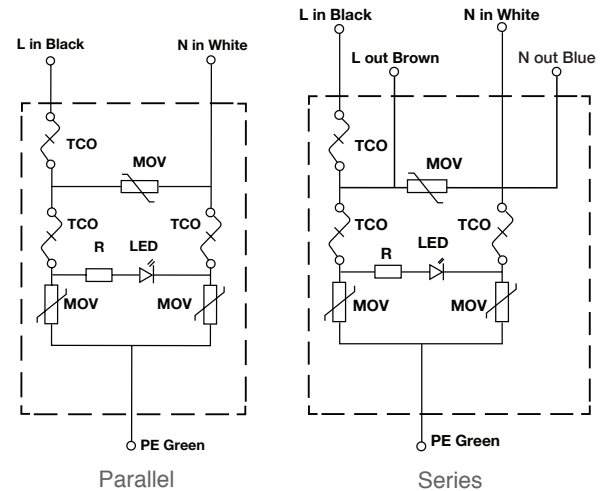 L in Black
N in White
TCO
MOV
TCO
TCO
R
LED
MOV
MOV
PE Green
Parallel
L in Black
N in White
L out Brown
N out Blue
TCO
MOV
TCO
TCO
R
LED
MOV
MOV
PE Green
Series